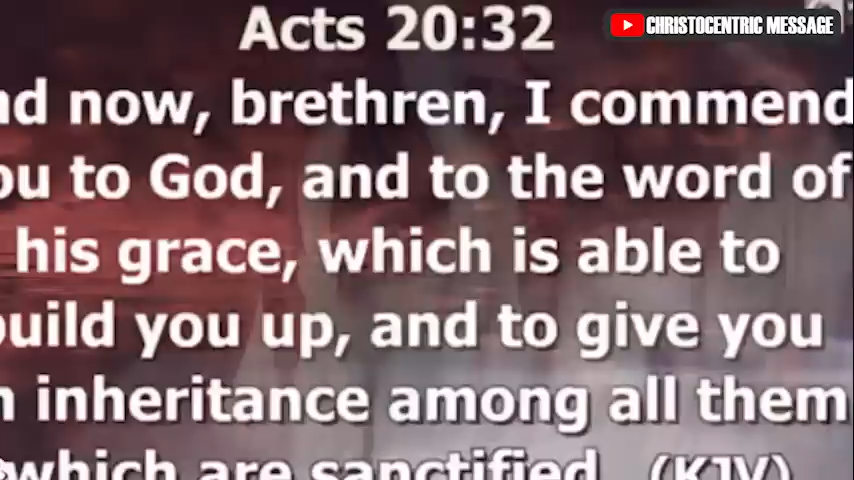 Acts 20:32
CHRISTOCENTRIC MESSAGE
nd now, brethren, I commend
ou to God, and to the word of
his grace, which is able to
build you up, and to give you
n inheritance among all them
which are sanctified (KJV)